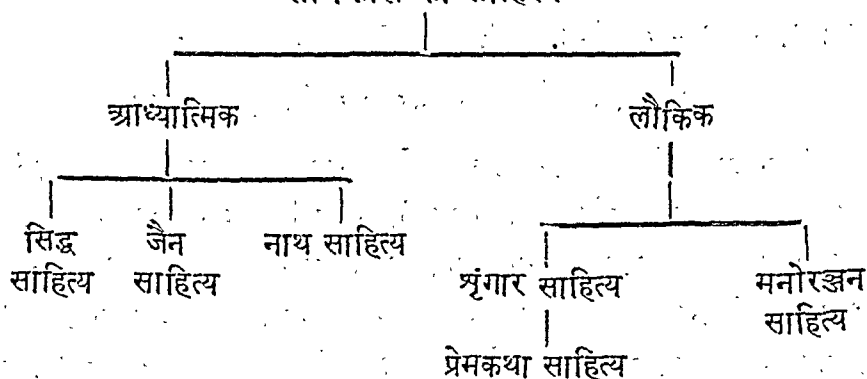 आध्यात्मिक
लौकिक
सिद्ध साहित्य
जैन साहित्य
नाथ साहित्य
शृंगार साहित्य
मनोरञ्जन साहित्य
प्रेमकथा साहित्य